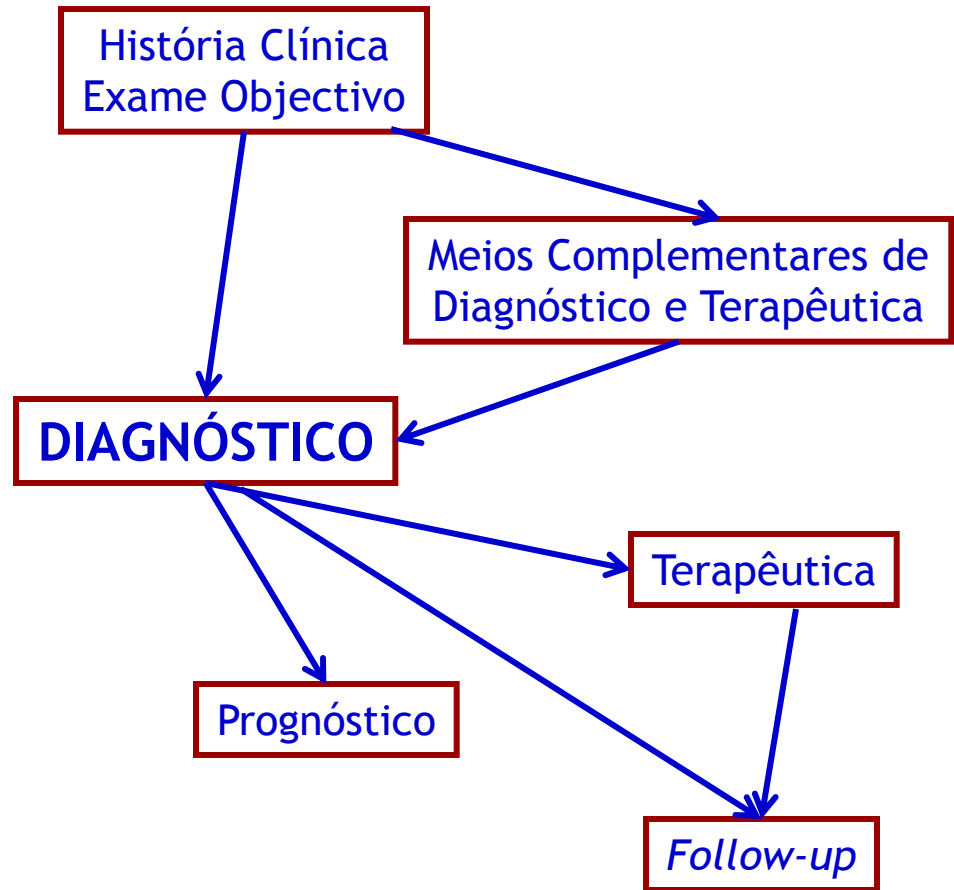 História Clínica
Exame Objectivo
Meios Complementares de
Diagnóstico e Terapêutica
DIAGNÓSTICO
Terapêutica
Prognóstico
Follow-up